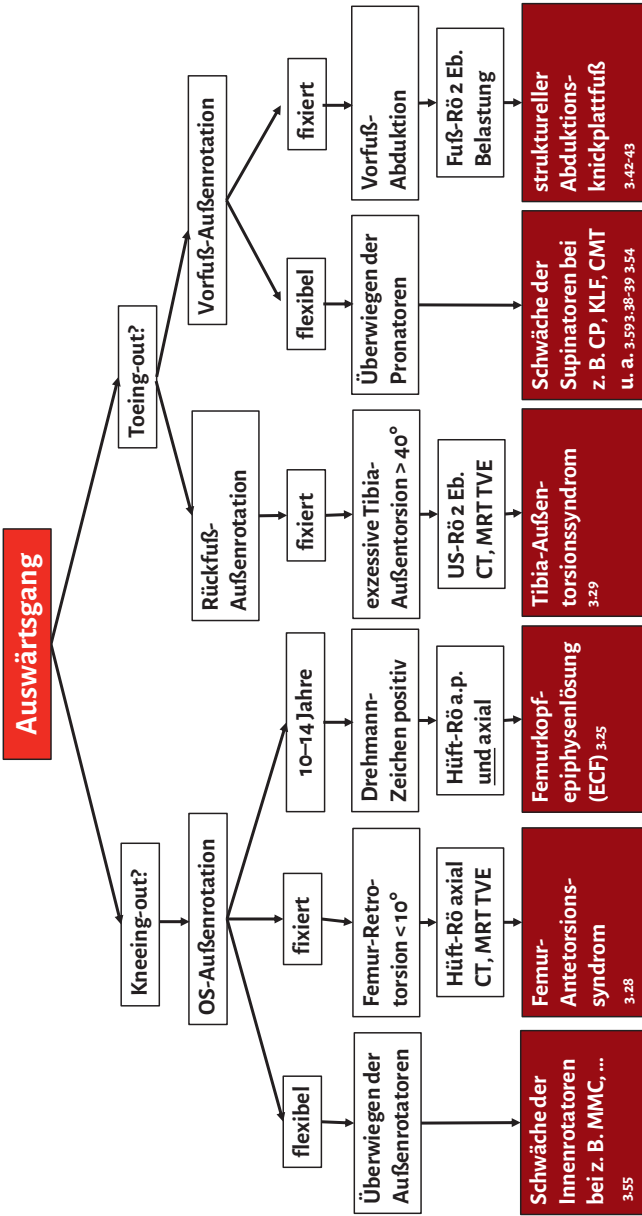 Auswärtsgang
Kneeing-out?
Toeing-out?
OS-Außenrotation
Rückfuß-
Außenrotation
Vorfuß-Außenrotation
flexibel
fixiert
10–14 Jahre
fixiert
flexibel
fixiert
Überwiegen der
Außenrotatoren
Femur-Retro-
torsion < 10°
Drehmann-
Zeichen positiv
exzessive Tibia-
Außentorsion > 40°
Überwiegen der
Pronatoren
Vorfuß-
Abduktion
Hüft-Rö axial
CT, MRT TVE
Hüft-Rö a.p.
und axial
US-Rö 2 Eb.
CT, MRT TVE
Fuß-Rö 2 Eb.
Belastung
Schwäche der
Innenrotatoren
bei z. B. MMC, ...
3.55
Femur-
Antetorsions-
syndrom
3.28
Femurkopf-
epiphysenlösung
(ECF) 3.25
Tibia-Außen-
torsionssyndrom
3.29
Schwäche der
Supinatoren bei
z. B. CP, KLF, CMT
u. a. 3.593.38-39 3.54
struktureller
Abduktions-
knickplattfuß
3.42-43